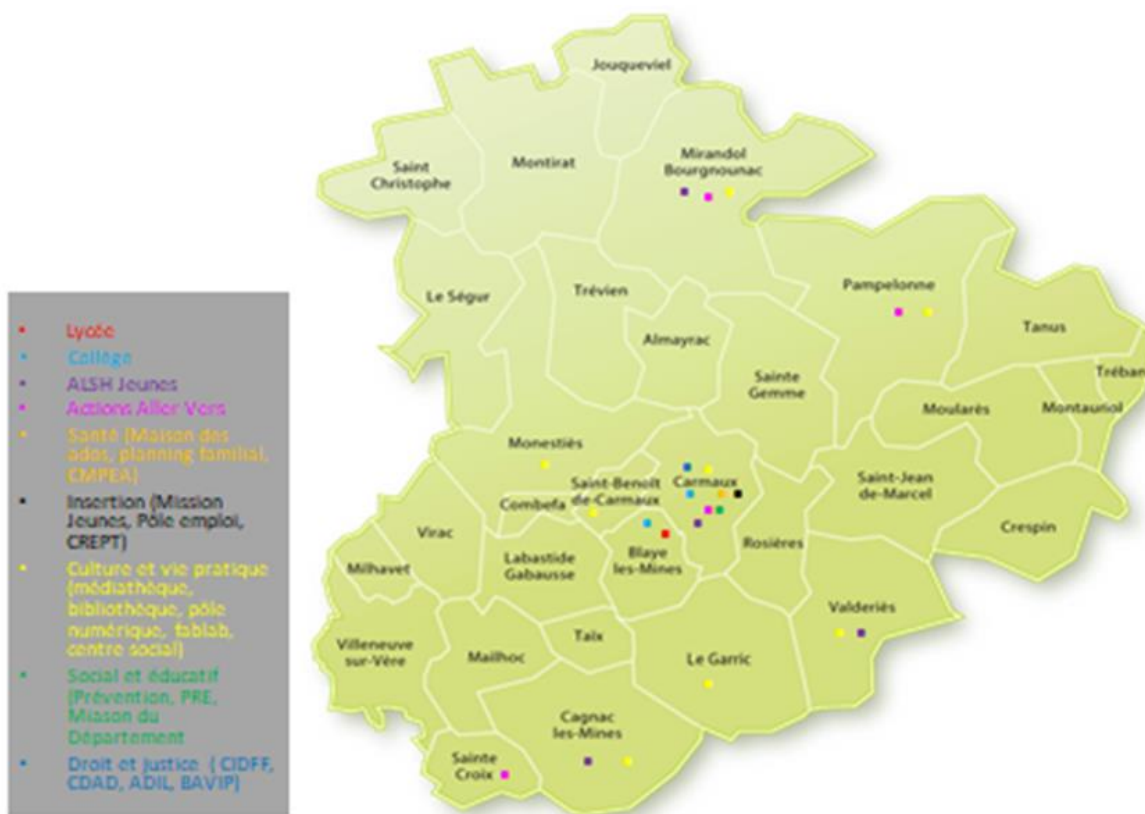 Jouqueviel
Mirandol
Bourgnounac
Montirat
Saint
Christophe
Pampelonne
Le Ségur
Trévien
Tanus
Almayrac
Sainte
Gemme
Tréban
Moularès
Montauriol
Monestiès
Saint-Benoît
de-Carmaux
Carmaux
Saint-Jean
de-Marcel
Combefa
Crespin
Virac
Rosières
Labastide
Gabausse
Blaye
les-Mines
Milhavet
Valderiès
Taïx
Villeneuve
sur-Vère
Mailhoc
Le Garric
Cagnac
les-Mines
Sainte
Croix
Lycée
Collège
ALSH Jeunes
Actions Aller Vers
Santé (Maison des
ados, planning familial,
CMPEA)
Insertion (Mission
Jeunes, Pôle emploi,
CREPT)
Culture et vie pratique
(médiathèque,
bibliothèque, pôle
numérique, fablab,
centre social)
Social et éducatif
(Prévention, PRE,
Miason du
Département
Droit et justice ( CIDFF,
CDAD, ADIL, BAVIP)